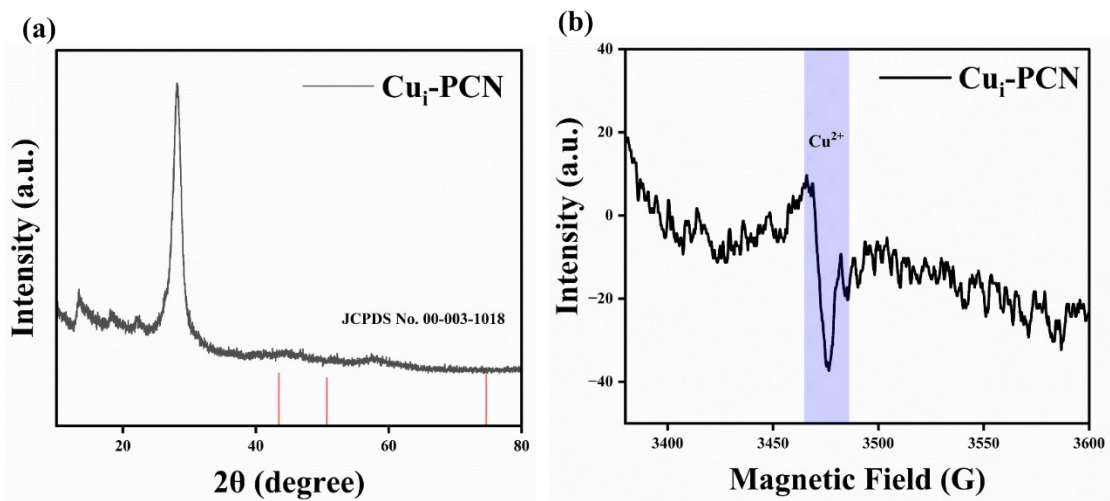 (a)
Cuᵢ-PCN
JCPDS No. 00-003-1018
Intensity (a.u.)
20
40
60
80
2θ (degree)
(b)
40
20
0
−20
−40
Cuᵢ-PCN
Cu²⁺
Intensity (a.u.)
3400
3450
3500
3550
3600
Magnetic Field (G)